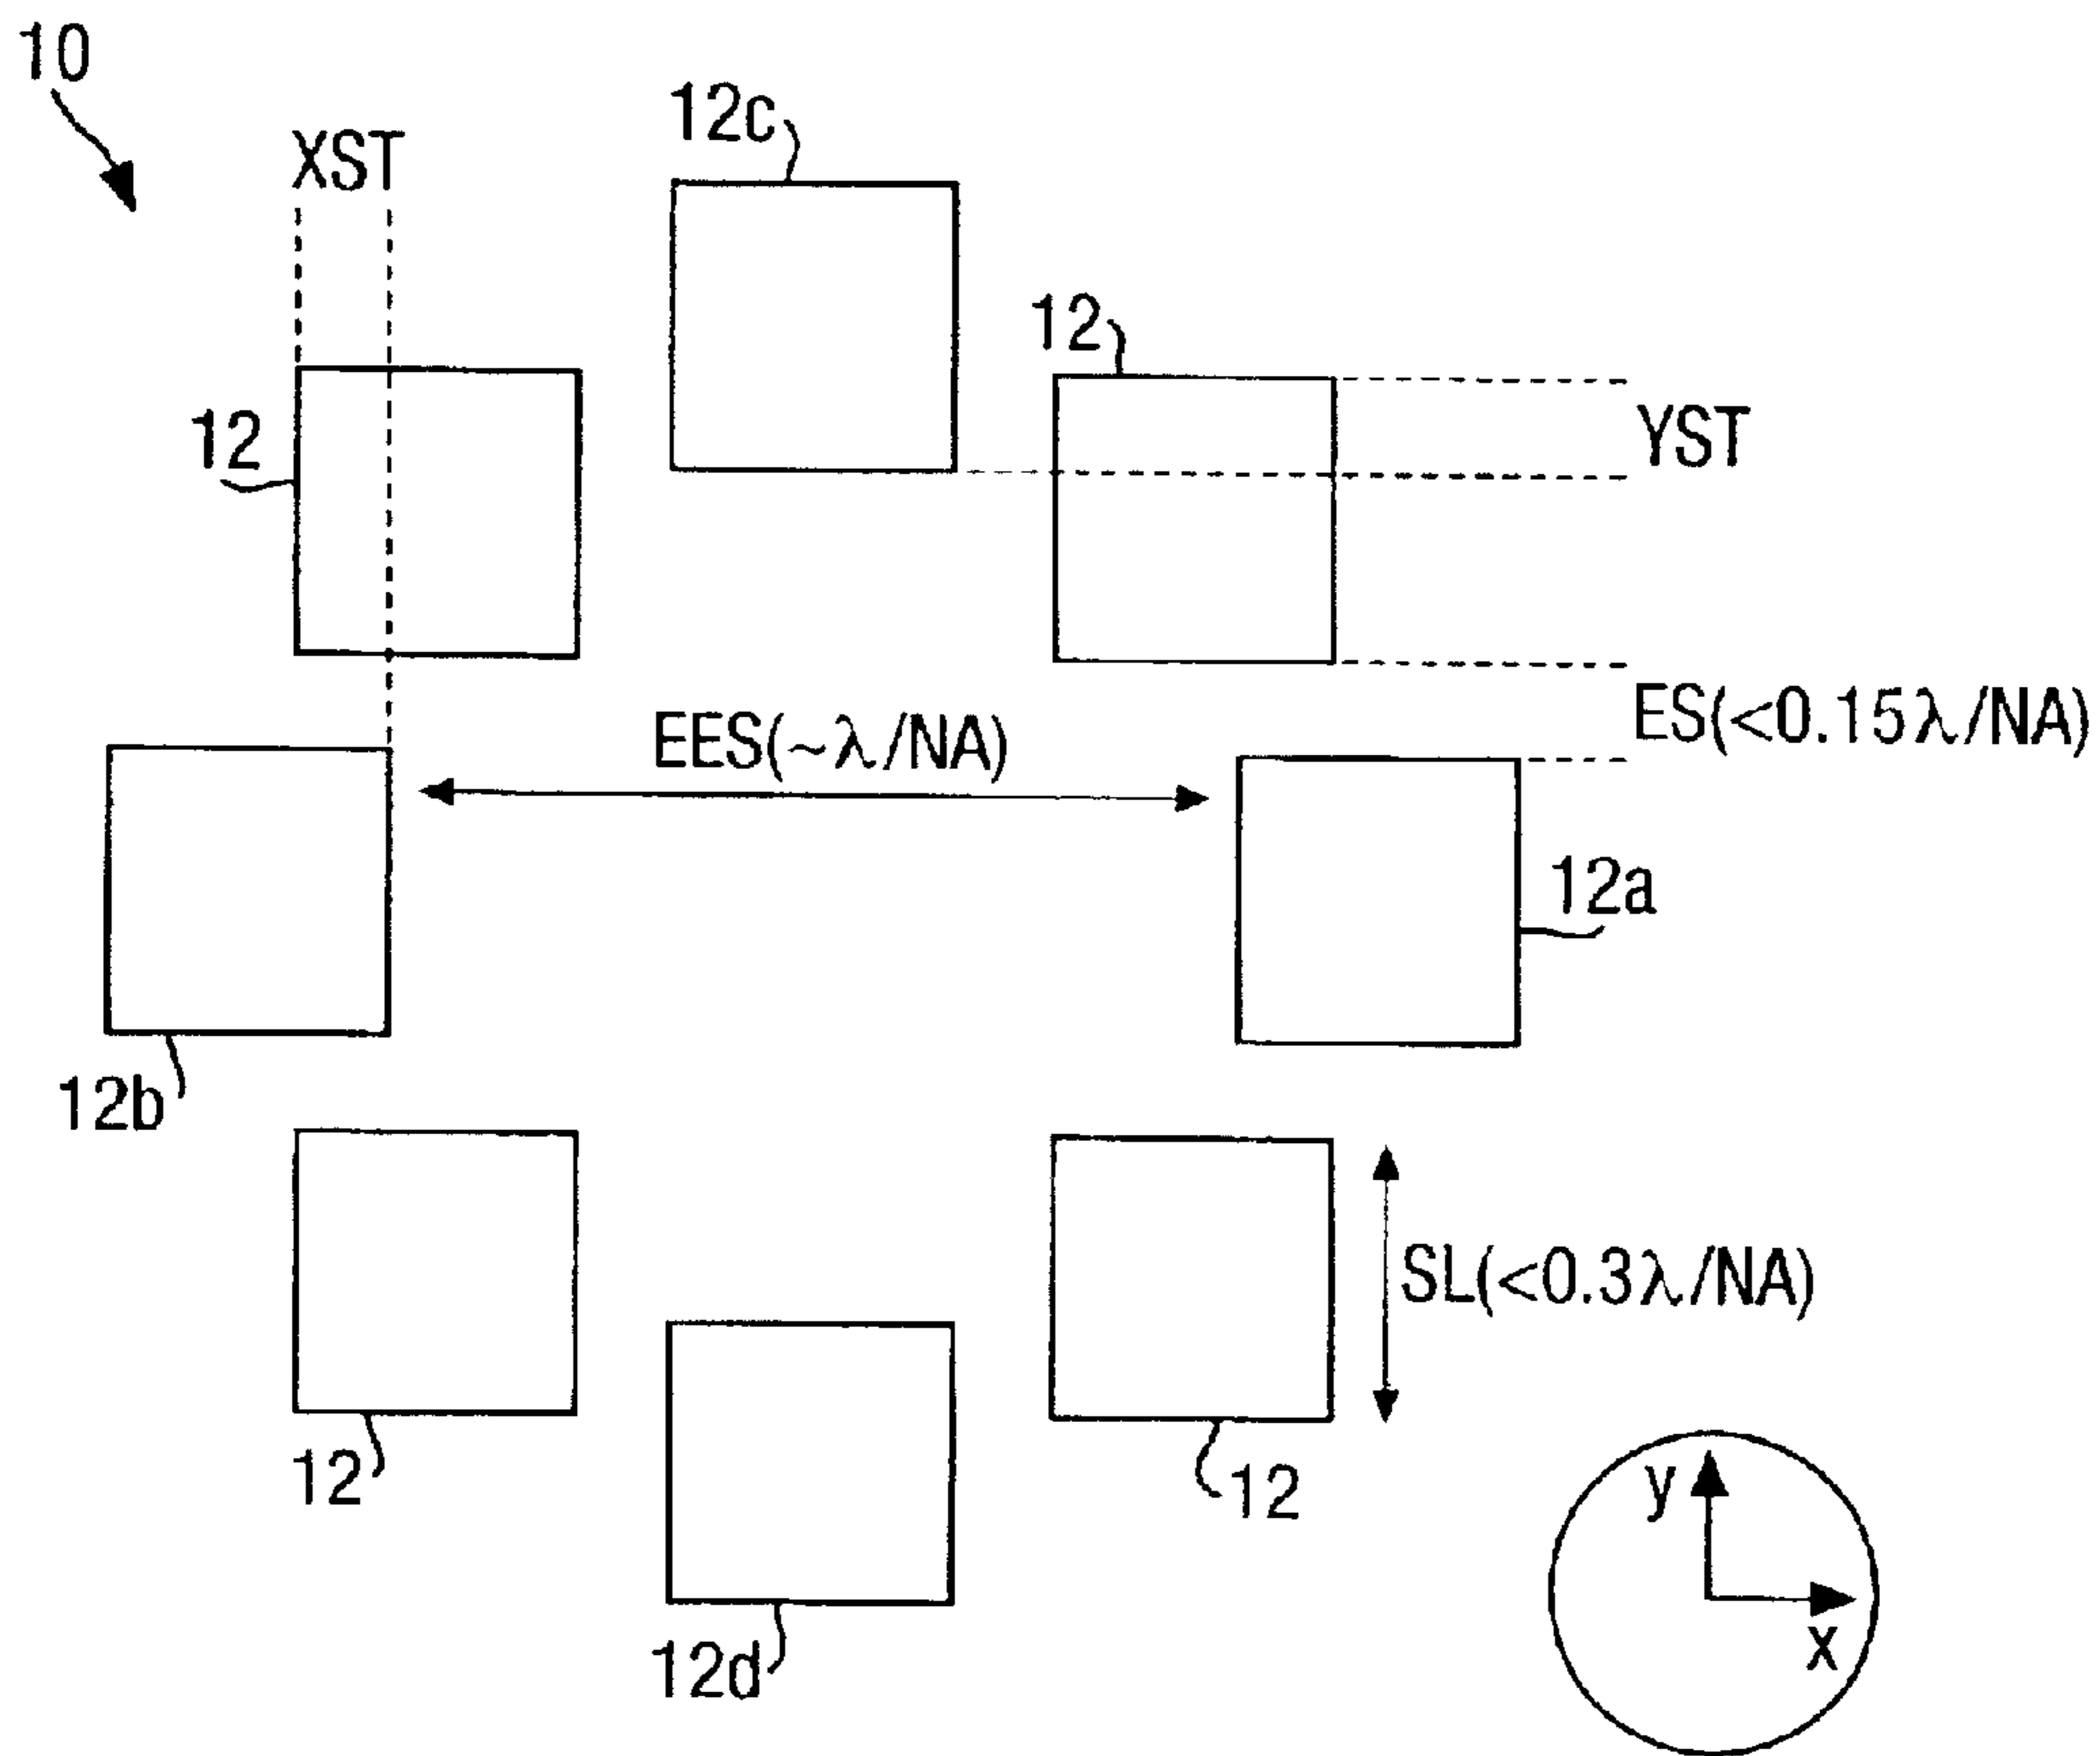 10
XST
12c
12
12
YST
EES(~λ/NA)
ES(<0.15λ/NA)
12a
12b
SL(<0.3λ/NA)
12
12
12d
y
x